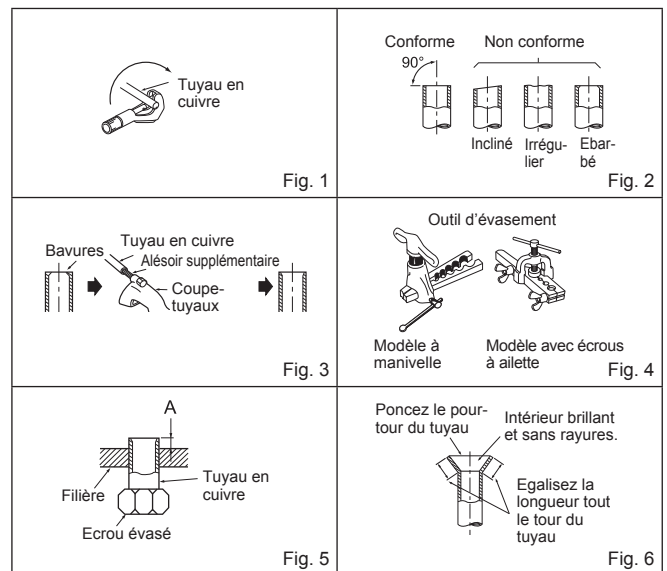 Tuyau en
cuivre
Fig. 1
Conforme
Non conforme
90°
Incliné
Irrégu-
lier
Ebar-
bé
Fig. 2
Bavures
Tuyau en cuivre
Alésoir supplémentaire
Coupe-
tuyaux
Fig. 3
Outil d'évasement
Modèle à
manivelle
Modèle avec écrous
à ailette
Fig. 4
A
Filière
Tuyau en
cuivre
Ecrou évasé
Fig. 5
Poncez le pour-
tour du tuyau
Intérieur brillant
et sans rayures.
Egalisez la
longueur tout
le tour du
tuyau
Fig. 6